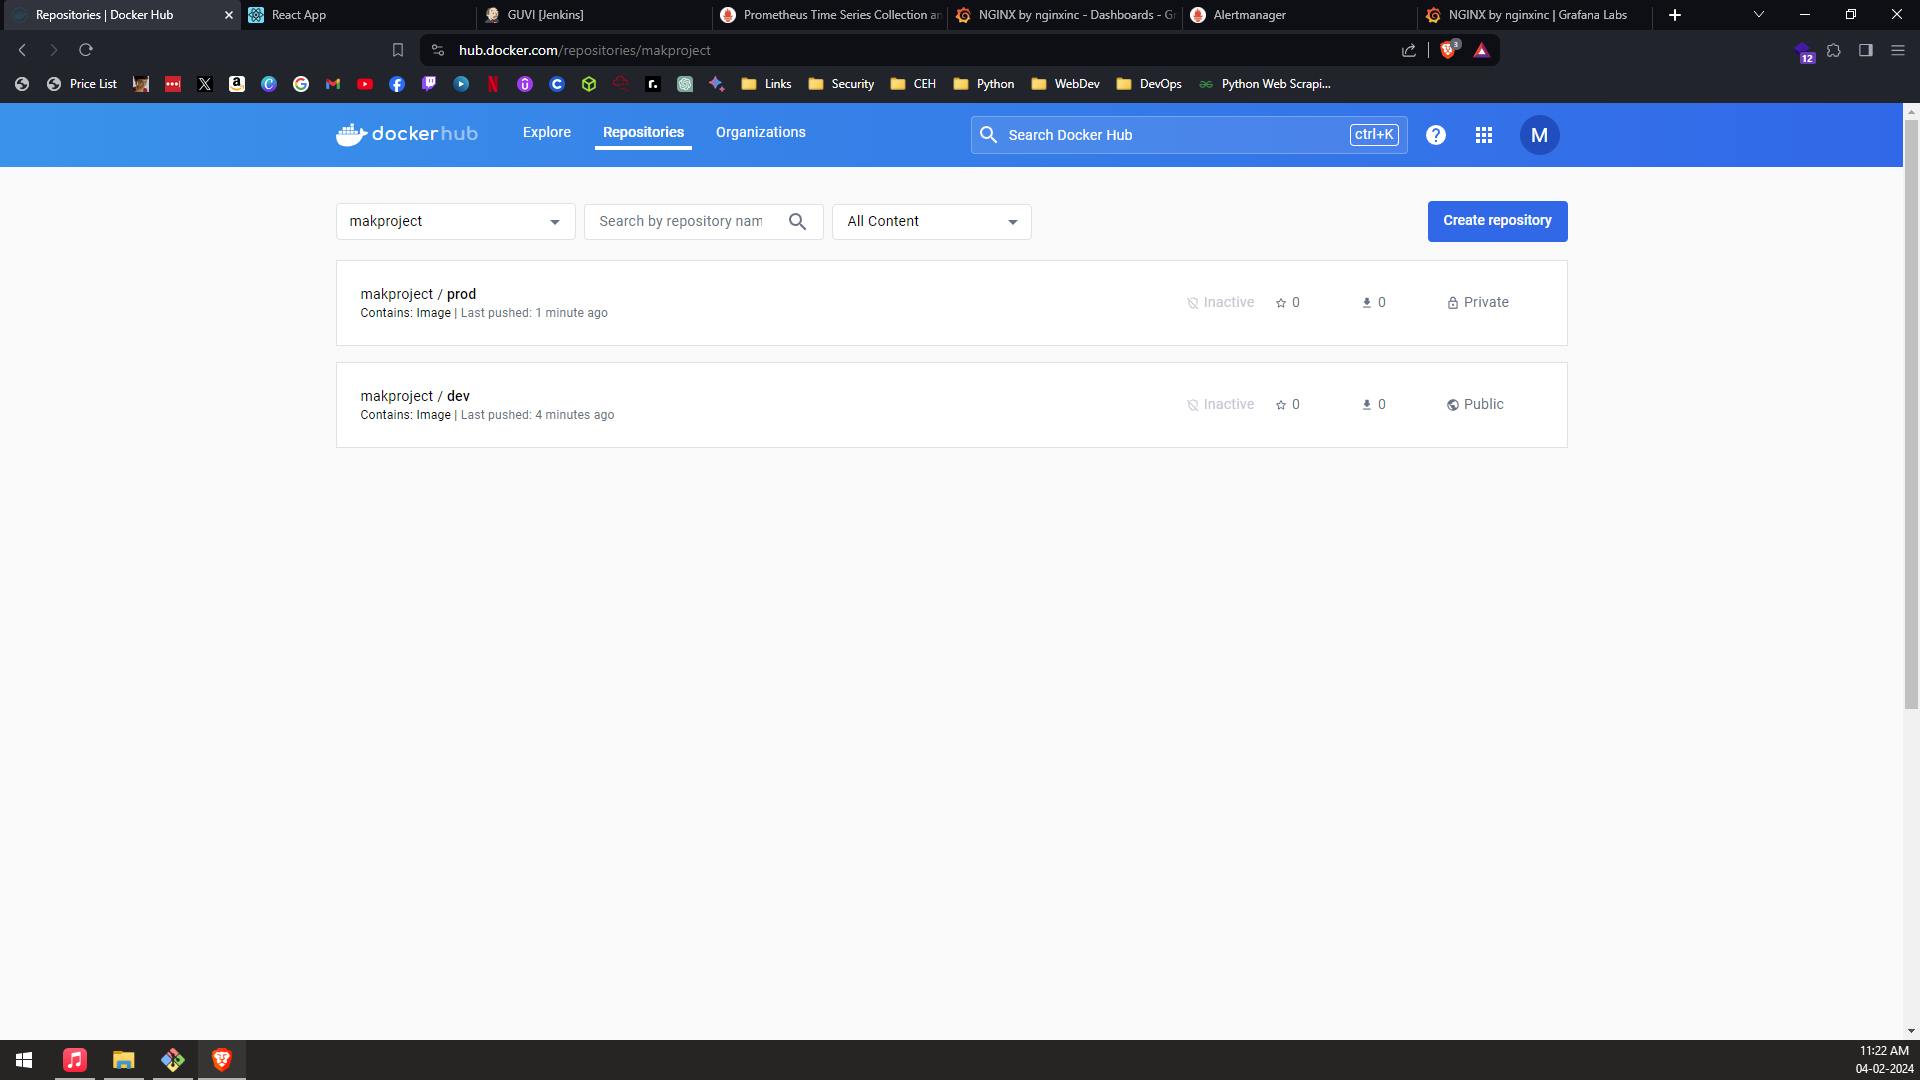 Repositories | Docker Hub
React App
GUVI [Jenkins]
Prometheus Time Series Collection an
NGINX by nginxinc - Dashboards - Gr
Alertmanager
NGINX by nginxinc | Grafana Labs
hub.docker.com/repositories/makproject
3
12
Price List
Links
Security
CEH
Python
WebDev
DevOps
Python Web Scrapi...
docker hub
Explore
Repositories
Organizations
Search Docker Hub
ctrl+K
?
M
makproject
Search by repository nam
All Content
Create repository
makproject / prod
Inactive
0
0
Private
Contains: Image | Last pushed: 1 minute ago
makproject / dev
Inactive
0
0
Public
Contains: Image | Last pushed: 4 minutes ago
11:22 AM
04-02-2024